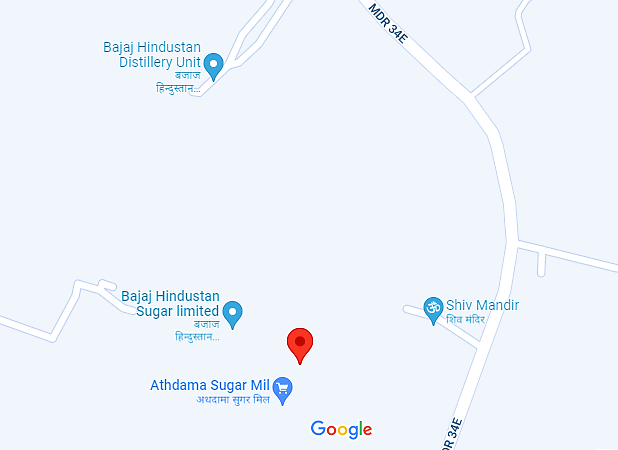 MDR 34E
Bajaj Hindustan
Distillery Unit
बजाज
हिन्दुस्तान...
Bajaj Hindustan
Sugar limited
बजाज
हिन्दुस्तान...
Shiv Mandir
शिव मंदिर
Athdama Sugar Mil
अथदामा सुगर मिल
MDR 34E
Google